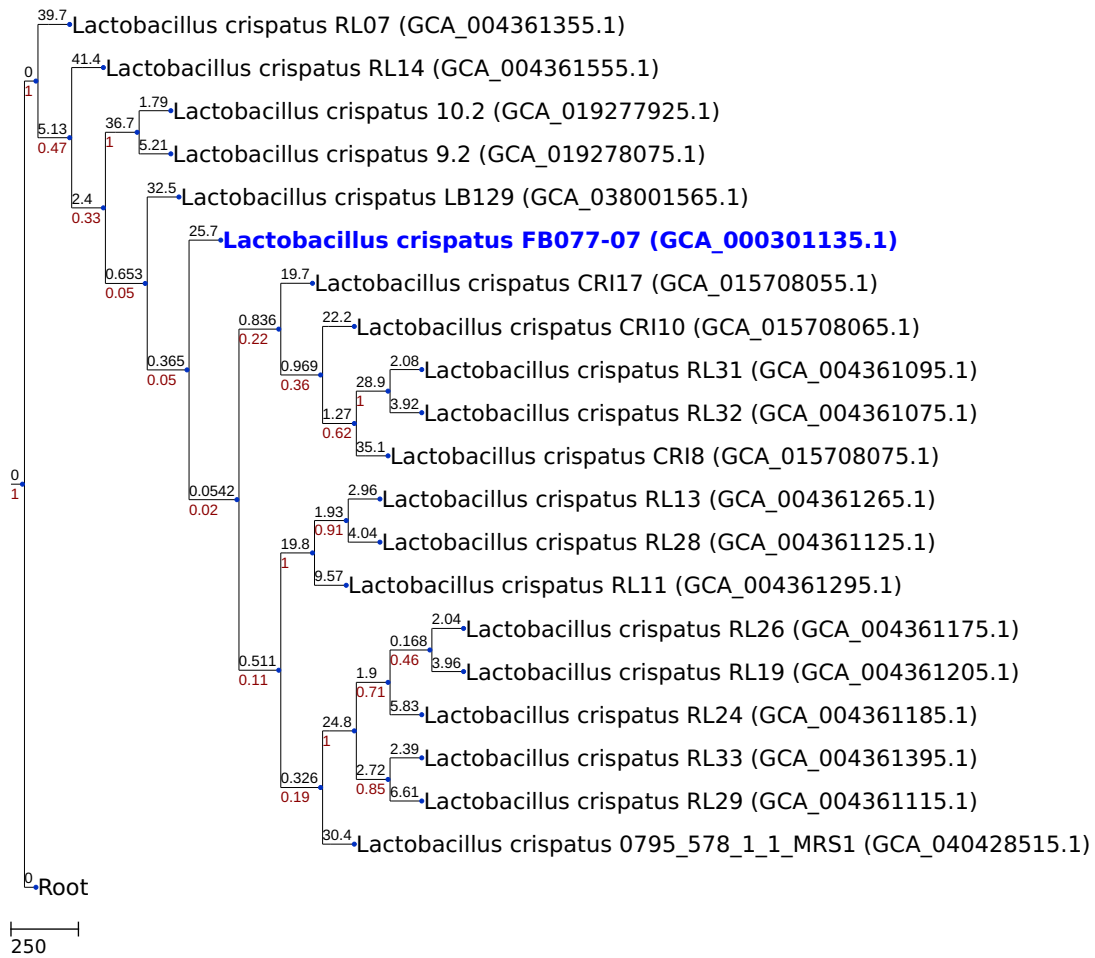 39.7 Lactobacillus crispatus RL07 (GCA_004361355.1)
41.4 Lactobacillus crispatus RL14 (GCA_004361555.1)
0
1
1.79 Lactobacillus crispatus 10.2 (GCA_019277925.1)
5.13
0.47
36.7
1
5.21 Lactobacillus crispatus 9.2 (GCA_019278075.1)
32.5 Lactobacillus crispatus LB129 (GCA_038001565.1)
2.4
0.33
25.7 Lactobacillus crispatus FB077-07 (GCA_000301135.1)
0.653
0.05
19.7 Lactobacillus crispatus CRI17 (GCA_015708055.1)
0.836
0.22
22.2 Lactobacillus crispatus CRI10 (GCA_015708065.1)
0.365
0.05
0.969
0.36
2.08 Lactobacillus crispatus RL31 (GCA_004361095.1)
28.9
1
3.92 Lactobacillus crispatus RL32 (GCA_004361075.1)
1.27
0.62
35.1 Lactobacillus crispatus CRI8 (GCA_015708075.1)
0
1
0.0542
0.02
2.96 Lactobacillus crispatus RL13 (GCA_004361265.1)
1.93
0.91
4.04 Lactobacillus crispatus RL28 (GCA_004361125.1)
19.8
1
9.57 Lactobacillus crispatus RL11 (GCA_004361295.1)
2.04 Lactobacillus crispatus RL26 (GCA_004361175.1)
0.168
0.46
0.511
0.11
3.96 Lactobacillus crispatus RL19 (GCA_004361205.1)
1.9
0.71
5.83 Lactobacillus crispatus RL24 (GCA_004361185.1)
24.8
1
2.39 Lactobacillus crispatus RL33 (GCA_004361395.1)
0.326
0.19
2.72
0.85
6.61 Lactobacillus crispatus RL29 (GCA_004361115.1)
30.4 Lactobacillus crispatus 0795_578_1_1_MRS1 (GCA_040428515.1)
0 Root
250